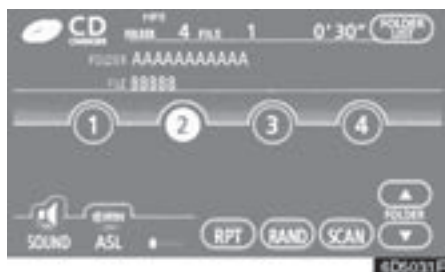 CD CHANGER MP3 FOLDER 4 FILE 1 0'30" FOLDER LIST
FOLDER AAAAAAAAAAA
FILE BBBBB
1 2 3 4
FOLDER
SOUND ASL RPT RAND SCAN